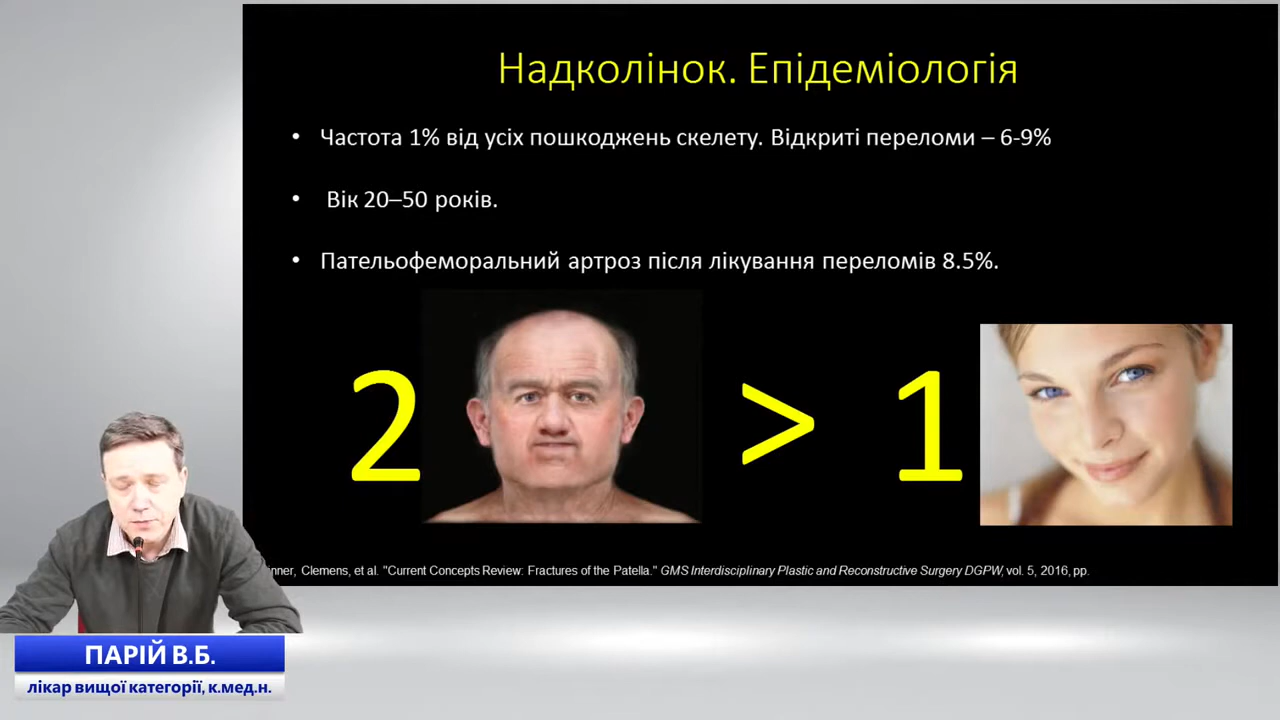 Надколінок. Епідеміологія
• Частота 1% від усіх пошкоджень скелету. Відкриті переломи – 6-9%
• Вік 20–50 років.
• Пательофеморальний артроз після лікування переломів 8.5%.
2 > 1
Clemens, et al. "Current Concepts Review: Fractures of the Patella." GMS Interdisciplinary Plastic and Reconstructive Surgery DGPW, vol. 5, 2016, pp.
ПАРІЙ В.Б.
лікар вищої категорії, к.мед.н.